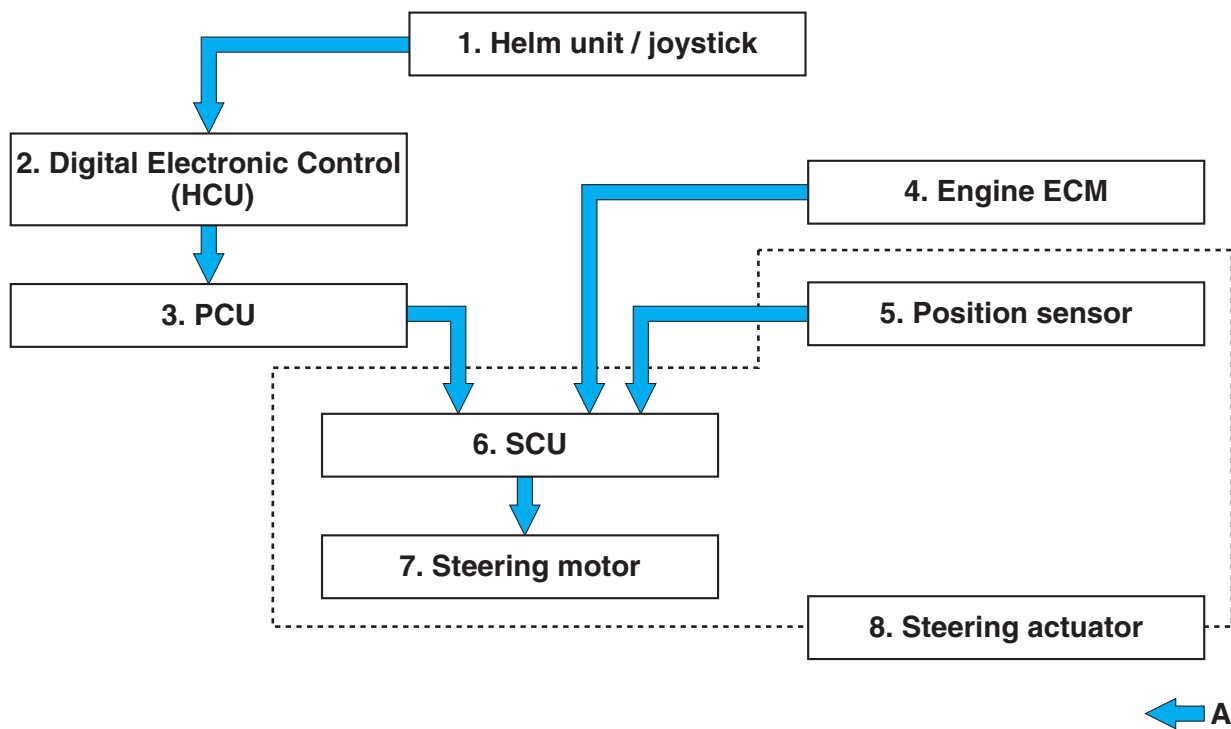 1. Helm unit / joystick
2. Digital Electronic Control
(HCU)
4. Engine ECM
3. PCU
5. Position sensor
6. SCU
7. Steering motor
8. Steering actuator
A